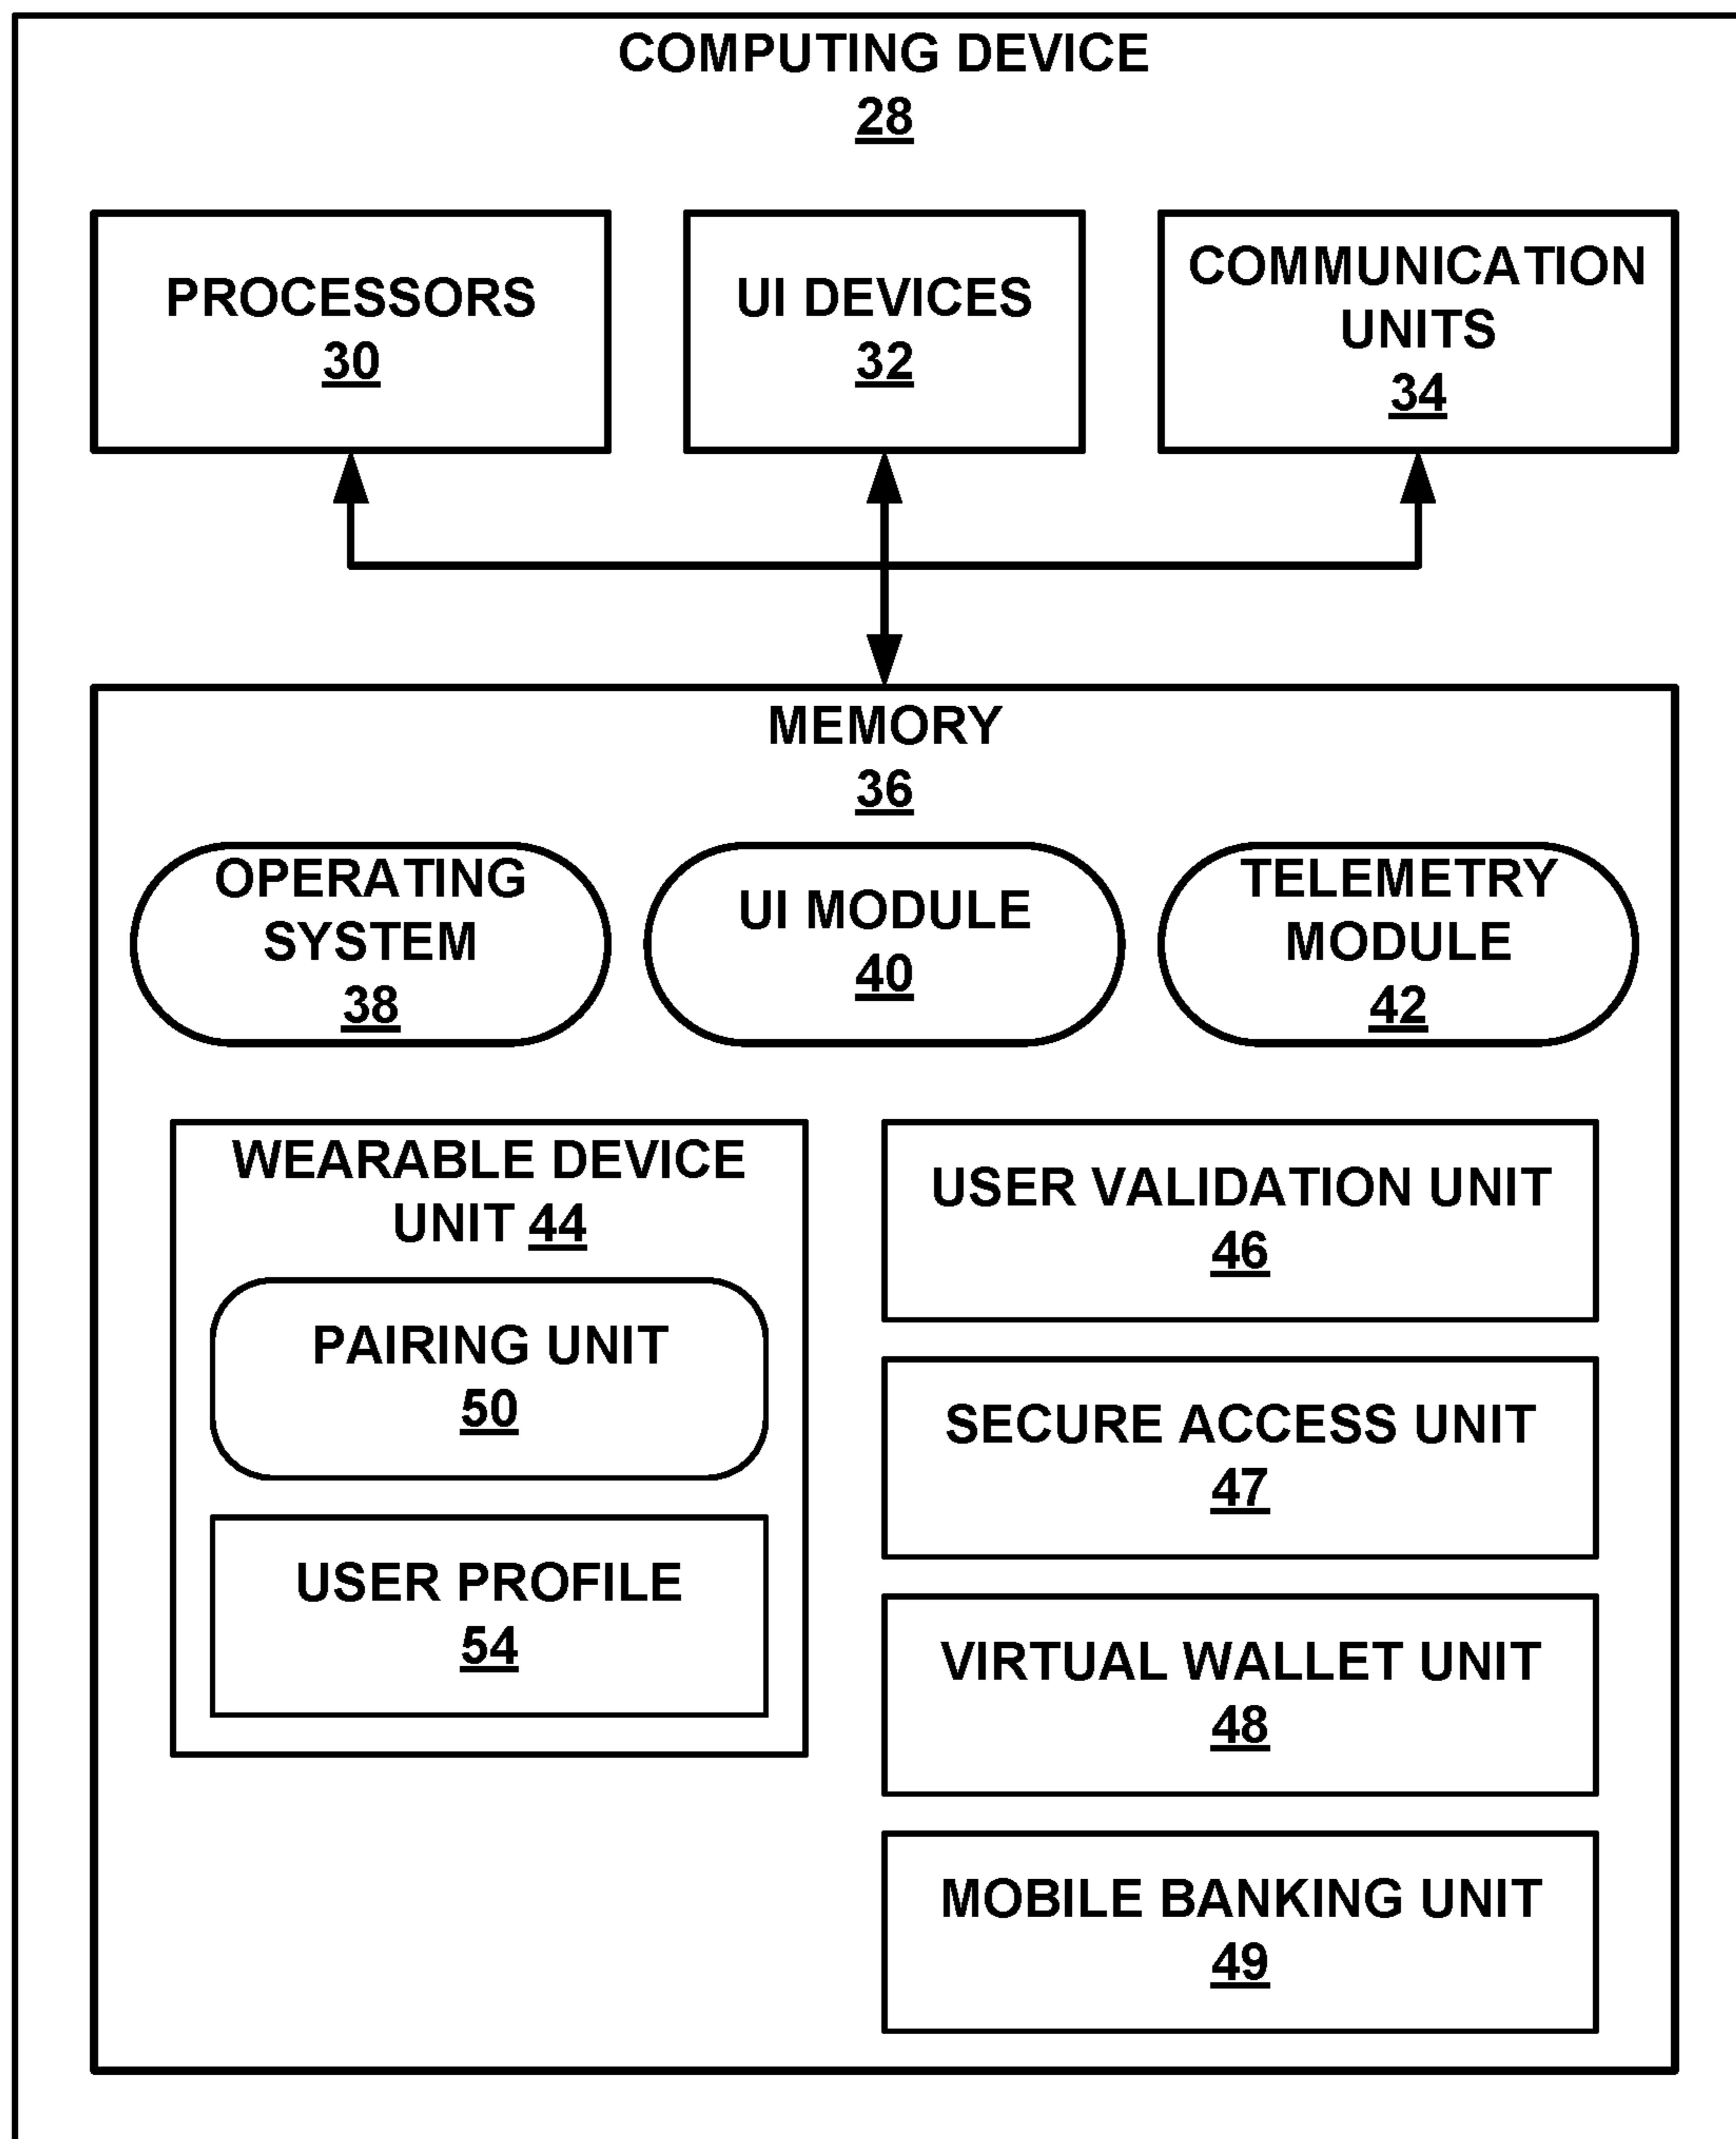 COMPUTING DEVICE
28
PROCESSORS
30
UI DEVICES
32
COMMUNICATION
UNITS
34
MEMORY
36
OPERATING
SYSTEM
38
UI MODULE
40
TELEMETRY
MODULE
42
WEARABLE DEVICE
UNIT 44
PAIRING UNIT
50
USER PROFILE
54
USER VALIDATION UNIT
46
SECURE ACCESS UNIT
47
VIRTUAL WALLET UNIT
48
MOBILE BANKING UNIT
49